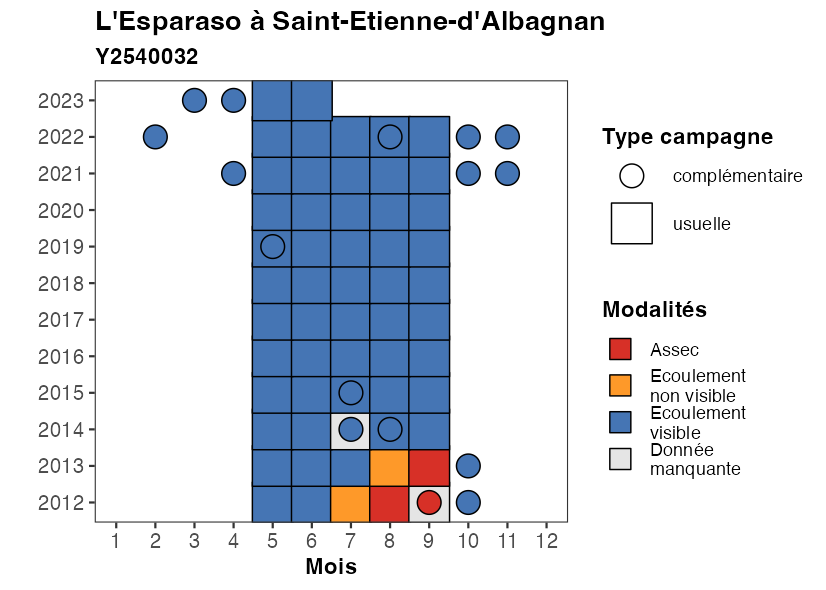 L'Esparaso à Saint-Etienne-d'Albagnan
Y2540032
2023
2022
2021
2020
2019
2018
2017
2016
2015
2014
2013
2012
1 2 3 4 5 6 7 8 9 10 11 12
Mois
Type campagne
complémentaire
usuelle
Modalités
Assec
Ecoulement
non visible
Ecoulement
visible
Donnée
manquante